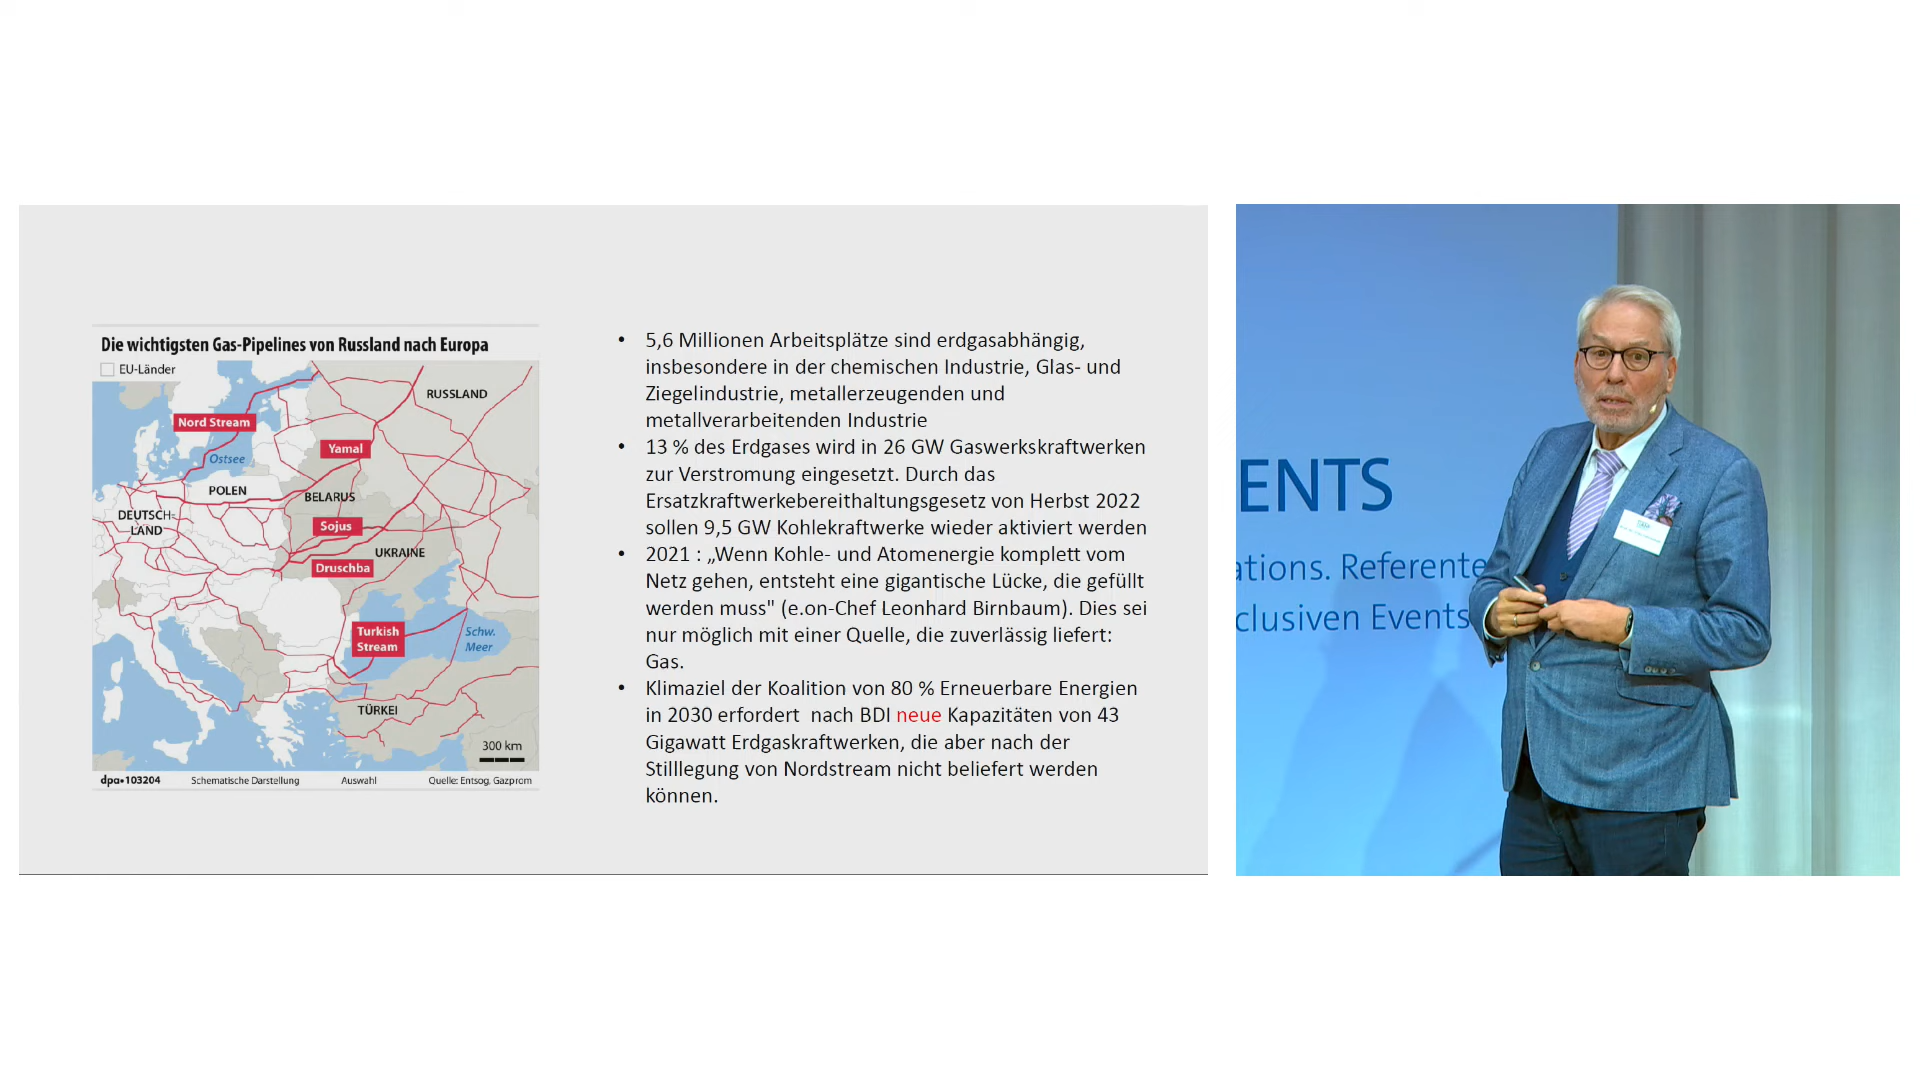 Die wichtigsten Gas-Pipelines von Russland nach Europa
EU-Länder
RUSSLAND
Nord Stream
Yamal
Ostsee
POLEN
BELARUS
DEUTSCH-
LAND
Sojus
UKRAINE
Druschba
Turkish
Stream
Schw.
Meer
TÜRKEI
300 km
dpa•103204 Schematische Darstellung Auswahl Quelle: Entsog, Gazprom
• 5,6 Millionen Arbeitsplätze sind erdgasabhängig,
insbesondere in der chemischen Industrie, Glas- und
Ziegelindustrie, metallerzeugenden und
metallverarbeitenden Industrie
• 13 % des Erdgases wird in 26 GW Gaswerkskraftwerken
zur Verstromung eingesetzt. Durch das
Ersatzkraftwerkebereithaltungsgesetz von Herbst 2022
sollen 9,5 GW Kohlekraftwerke wieder aktiviert werden
• 2021 : „Wenn Kohle- und Atomenergie komplett vom
Netz gehen, entsteht eine gigantische Lücke, die gefüllt
werden muss" (e.on-Chef Leonhard Birnbaum). Dies sei
nur möglich mit einer Quelle, die zuverlässig liefert:
Gas.
• Klimaziel der Koalition von 80 % Erneuerbare Energien
in 2030 erfordert nach BDI neue Kapazitäten von 43
Gigawatt Erdgaskraftwerken, die aber nach der
Stilllegung von Nordstream nicht beliefert werden
können.
ENTS
ations. Referente
clusiven Events